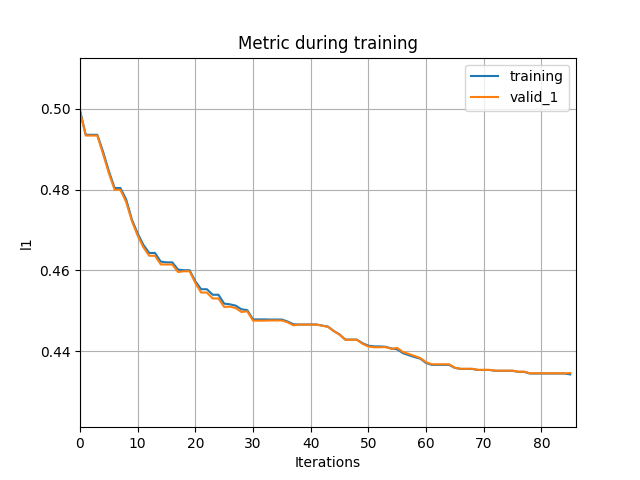 Metric during training
training
valid_1
0.50
0.48
0.46
0.44
l1
0 10 20 30 40 50 60 70 80
Iterations